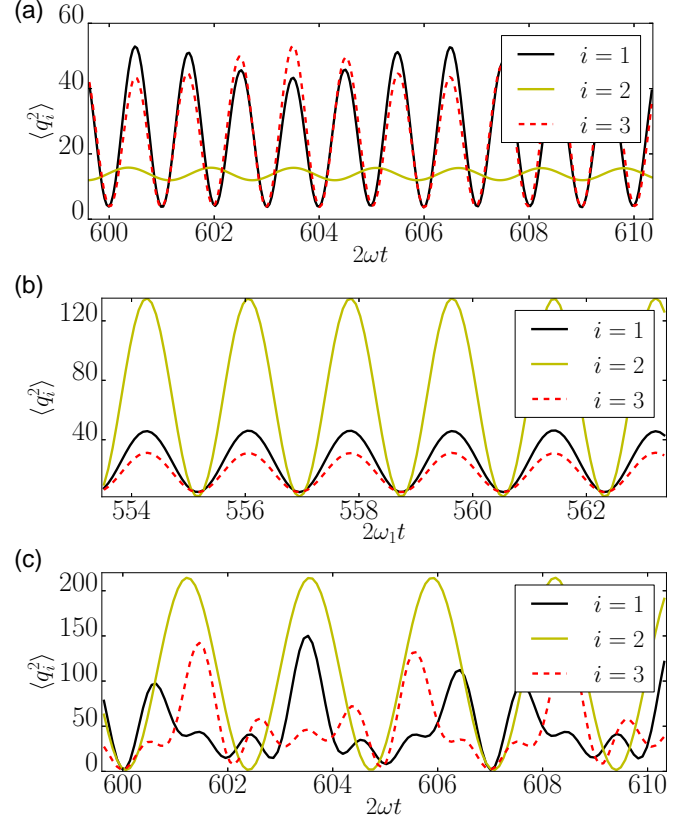 (a)
60
40
20
0
⟨q_i^2⟩
i = 1
i = 2
i = 3
600 602 604 606 608 610
2ωt
(b)
120
80
40
⟨q_i^2⟩
i = 1
i = 2
i = 3
554 556 558 560 562
2ω_1t
(c)
200
150
100
50
0
⟨q_i^2⟩
i = 1
i = 2
i = 3
600 602 604 606 608 610
2ωt